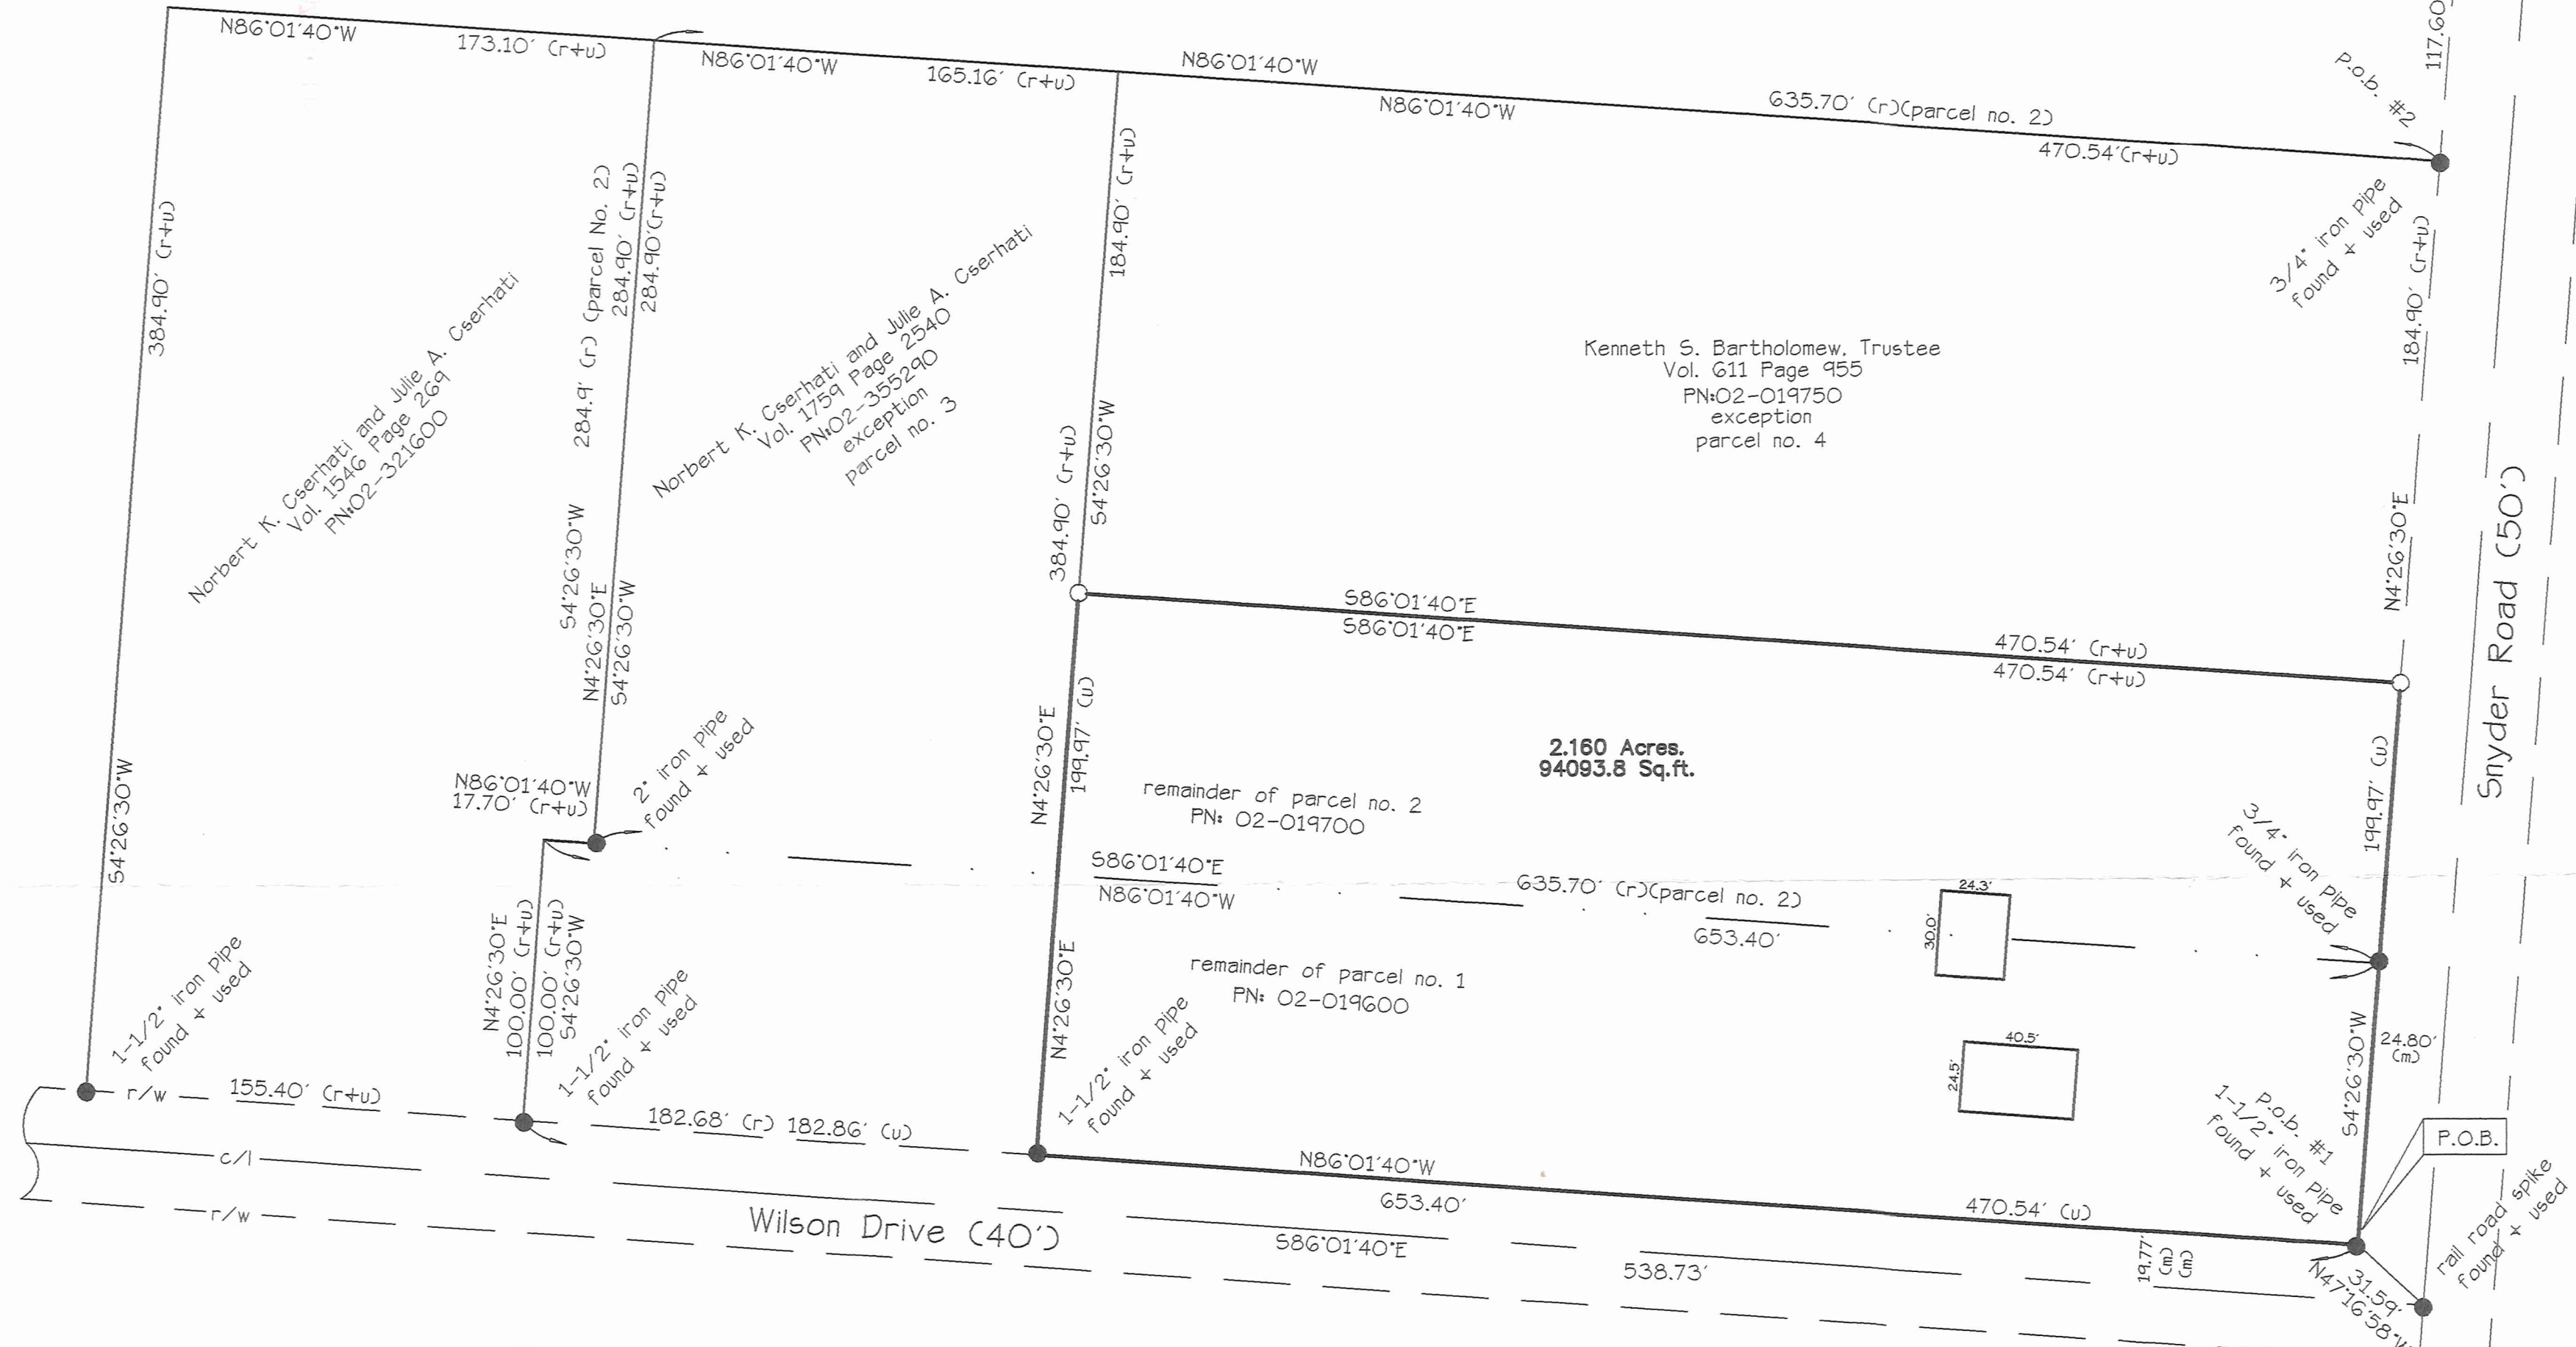 N86°01'40"W
173.10' (r+u)
N86°01'40"W
165.16' (r+u)
N86°01'40"W
N86°01'40"W
635.70' (r)(parcel no. 2)
470.54'(r+u)
117.60
p.o.b. #2
3/4" iron pipe
found & used
384.90' (r+u)
S4°26'30"W
Norbert K. Cserhati and Julie A. Cserhati
Vol. 1546 Page 269
PN:02-321600
284.9' (r) (parcel No. 2)
284.90' (r+u)
284.90'(r+u)
S4°26'30"W
N4°26'30"E
S4°26'30"W
Norbert K. Cserhati and Julie A. Cserhati
Vol. 1759 Page 2540
PN:02-355290
exception
parcel no. 3
184.90' (r+u)
384.90' (r+u)
S4°26'30"W
Kenneth S. Bartholomew, Trustee
Vol. 611 Page 955
PN:02-019750
exception
parcel no. 4
184.90' (r+u)
N4°26'30"E
Snyder Road (50')
S86°01'40"E
S86°01'40"E
470.54' (r+u)
470.54' (r+u)
N4°26'30"E
199.97' (u)
2.160 Acres.
94093.8 Sq.ft.
199.97' (u)
N86°01'40"W
17.70' (r+u)
2" iron pipe
found & used
remainder of parcel no. 2
PN: 02-019700
S86°01'40"E
N86°01'40"W
635.70' (r)(parcel no. 2)
653.40'
24.3'
30.0'
3/4" iron pipe
found & used
N4°26'30"E
100.00' (r+u)
100.00' (r+u)
S4°26'30"W
N4°26'30"E
remainder of parcel no. 1
PN: 02-019600
40.5'
24.5'
S4°26'30"W
24.80'
(m)
1-1/2" iron pipe
found & used
1-1/2" iron pipe
found & used
1-1/2" iron pipe
found & used
p.o.b. #1
1-1/2" iron pipe
found & used
P.O.B.
r/w
155.40' (r+u)
182.68' (r) 182.86' (u)
c/l
r/w
Wilson Drive (40')
N86°01'40"W
653.40'
470.54' (u)
S86°01'40"E
538.73'
19.77'
(m)
(m)
31.59'
N47°16'58"W
rail road spike
found & used